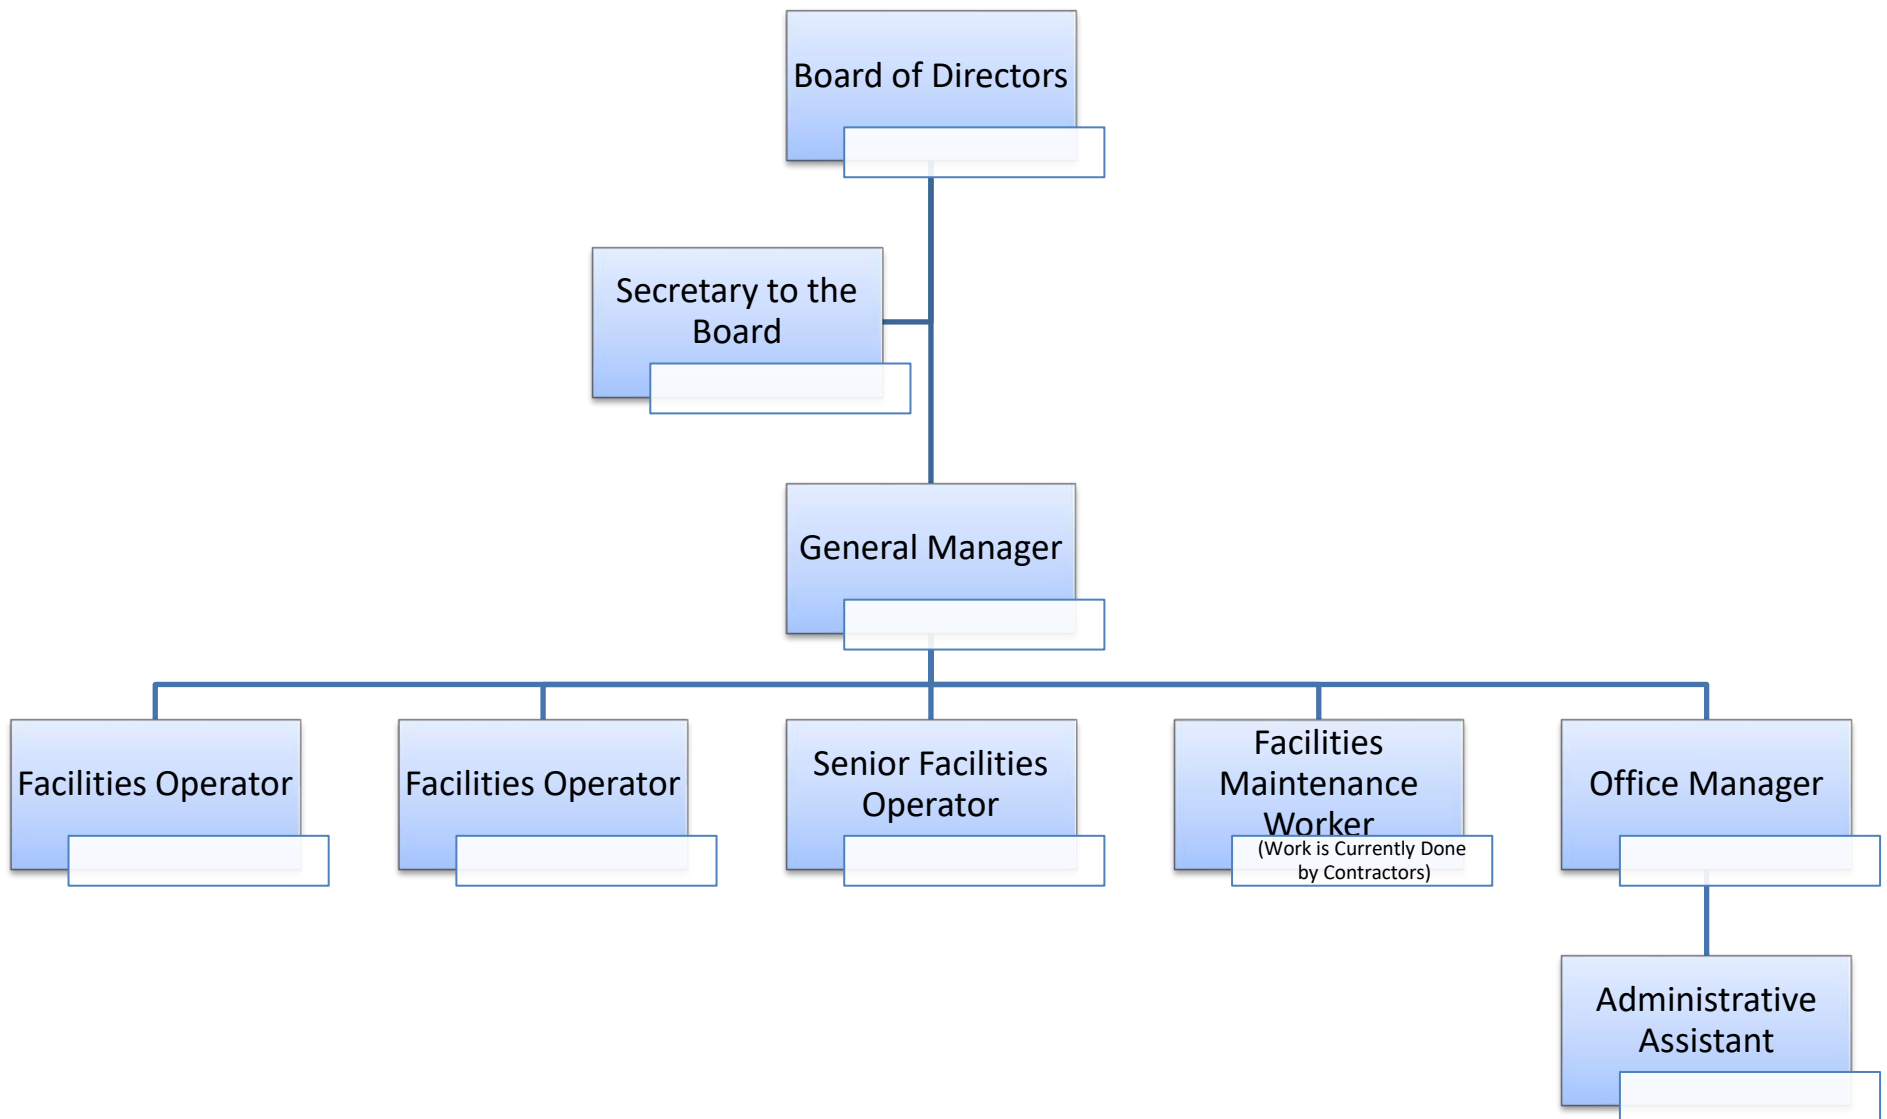 Board of Directors
Secretary to the
Board
General Manager
Facilities Operator
Facilities Operator
Senior Facilities
Operator
Facilities
Maintenance
Worker
(Work is Currently Done
by Contractors)
Office Manager
Administrative
Assistant